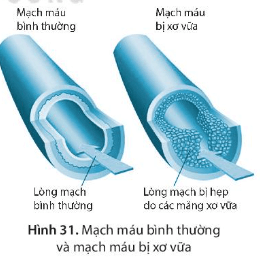 Mạch máu
bình thường
Mạch máu
bị xơ vữa
Lòng mạch
bình thường
Lòng mạch bị hẹp
do các mảng xơ vữa
Hình 31. Mạch máu bình thường
và mạch máu bị xơ vữa